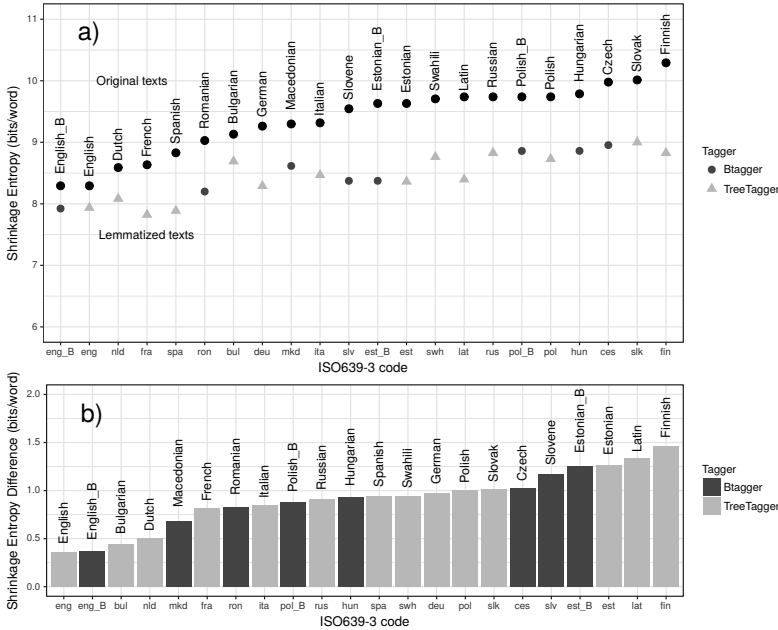 a)
Shrinkage Entropy (bits/word)
11
10
9
8
7
6
Original texts
Lemmatized texts
English_B
English
Dutch
French
Spanish
Romanian
Bulgarian
German
Macedonian
Italian
Slovene
Estonian_B
Estonian
Swahili
Latin
Russian
Polish_B
Polish
Hungarian
Czech
Slovak
Finnish
eng_B eng nld fra spa ron bul deu mkd ita slv est_B est swh lat rus pol_B pol hun ces slk fin
ISO639-3 code
Tagger
Btagger
TreeTagger
b)
Shrinkage Entropy Difference (bits/word)
2.0
1.5
1.0
0.5
0.0
English
English_B
Bulgarian
Dutch
Macedonian
French
Romanian
Italian
Polish_B
Russian
Hungarian
Spanish
Swahili
German
Polish
Slovak
Czech
Slovene
Estonian_B
Estonian
Latin
Finnish
eng eng_B bul nld mkd fra ron ita pol_B rus hun spa swh deu pol slk ces slv est_B est lat fin
ISO639-3 code
Tagger
Btagger
TreeTagger